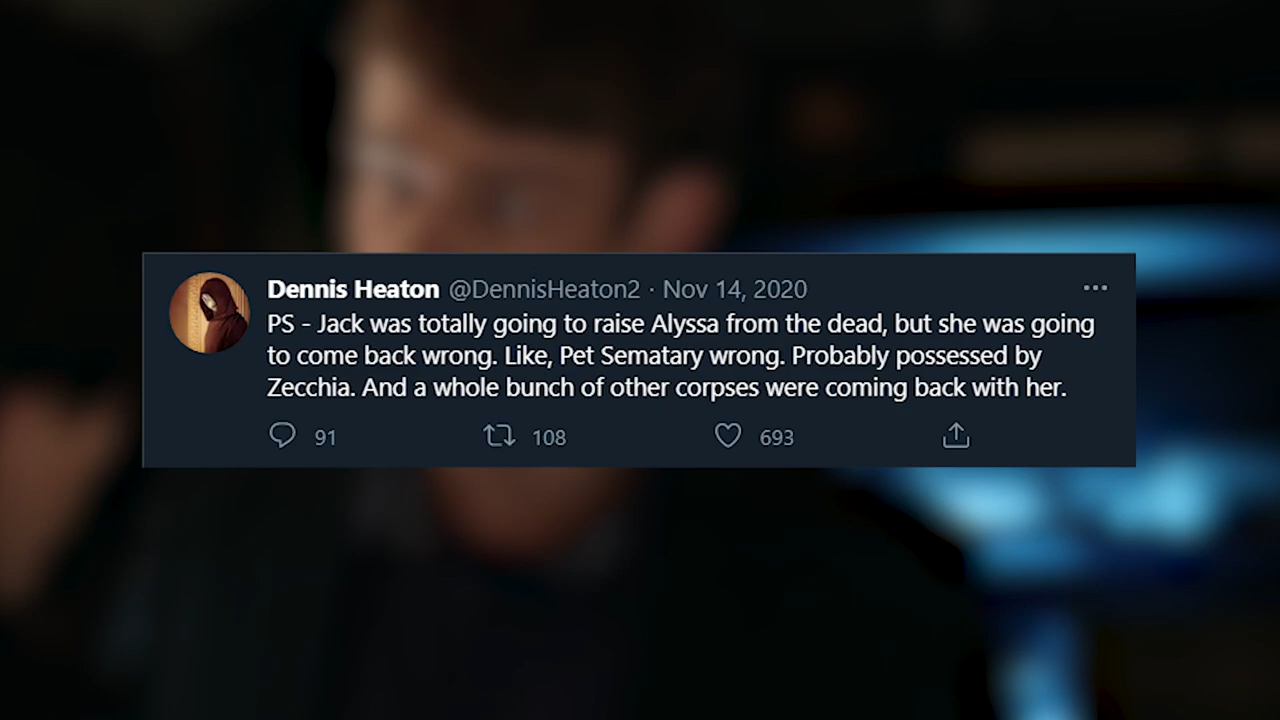 Dennis Heaton @DennisHeaton2 · Nov 14, 2020
PS - Jack was totally going to raise Alyssa from the dead, but she was going
to come back wrong. Like, Pet Sematary wrong. Probably possessed by
Zecchia. And a whole bunch of other corpses were coming back with her.
91 108 693